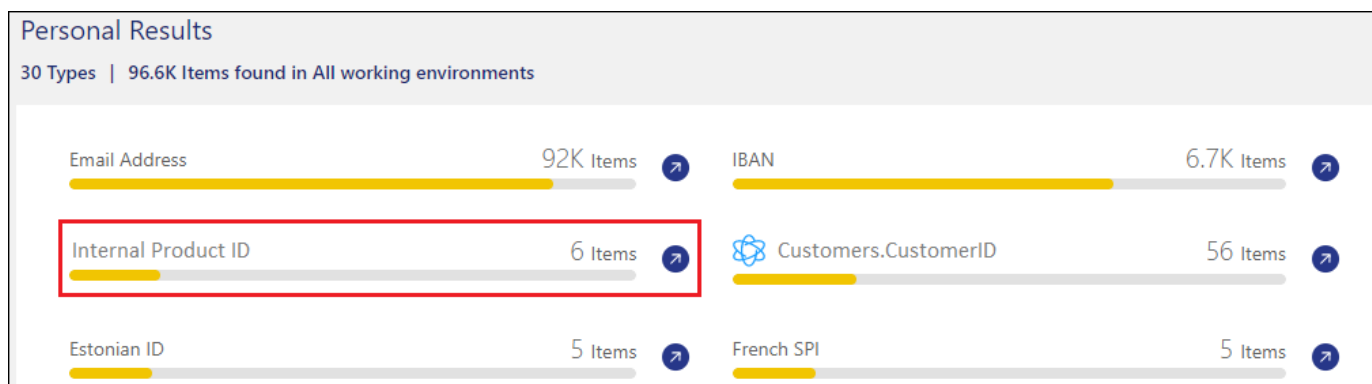 Personal Results
30 Types | 96.6K Items found in All working environments
Email Address 92K Items
IBAN 6.7K Items
Internal Product ID 6 Items
Customers.CustomerID 56 Items
Estonian ID 5 Items
French SPI 5 Items